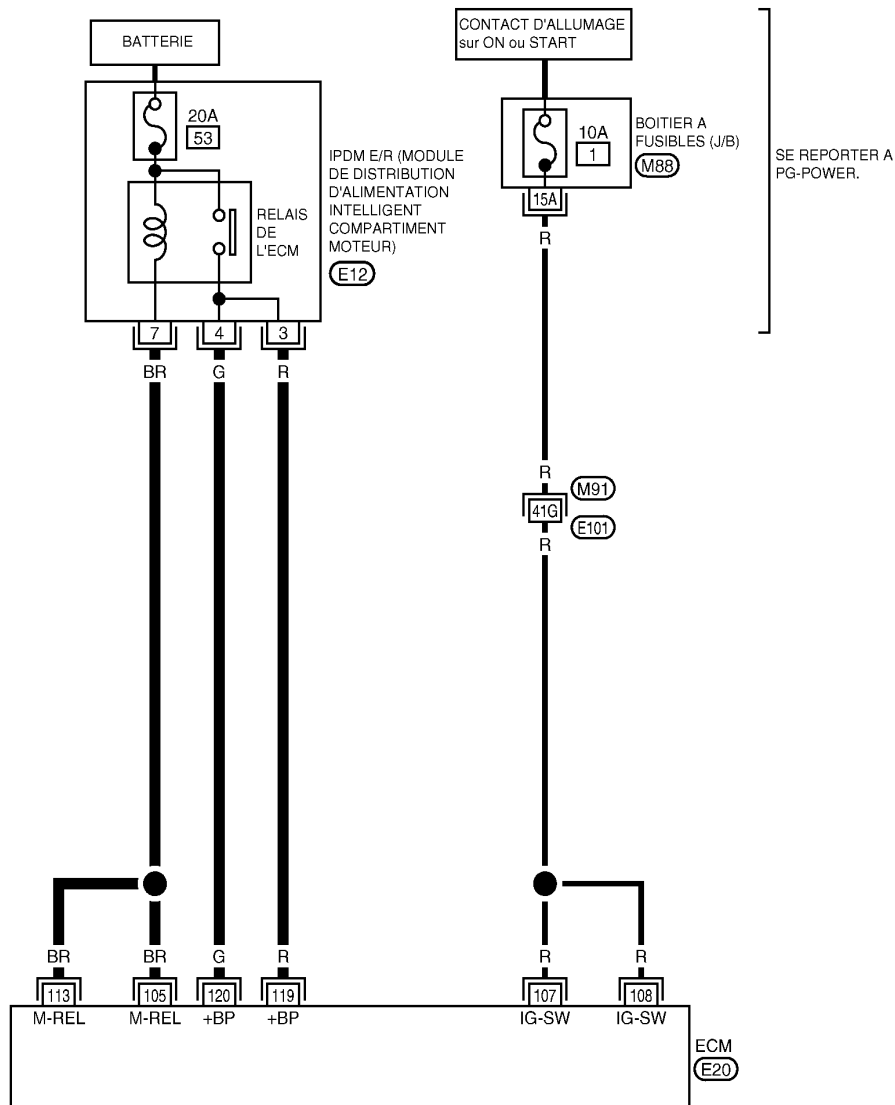 BATTERIE
CONTACT D'ALLUMAGE
sur ON ou START
20A
53
IPDM E/R (MODULE
DE DISTRIBUTION
D'ALIMENTATION
INTELLIGENT
COMPARTIMENT
MOTEUR)
E12
RELAIS
DE
L'ECM
10A
1
BOITIER A
FUSIBLES (J/B)
M88
SE REPORTER A
PG-POWER.
15A
R
7
4
3
BR
G
R
R
M91
41G
E101
R
BR
BR
G
R
R
R
113
105
120
119
107
108
M-REL
M-REL
+BP
+BP
IG-SW
IG-SW
ECM
E20